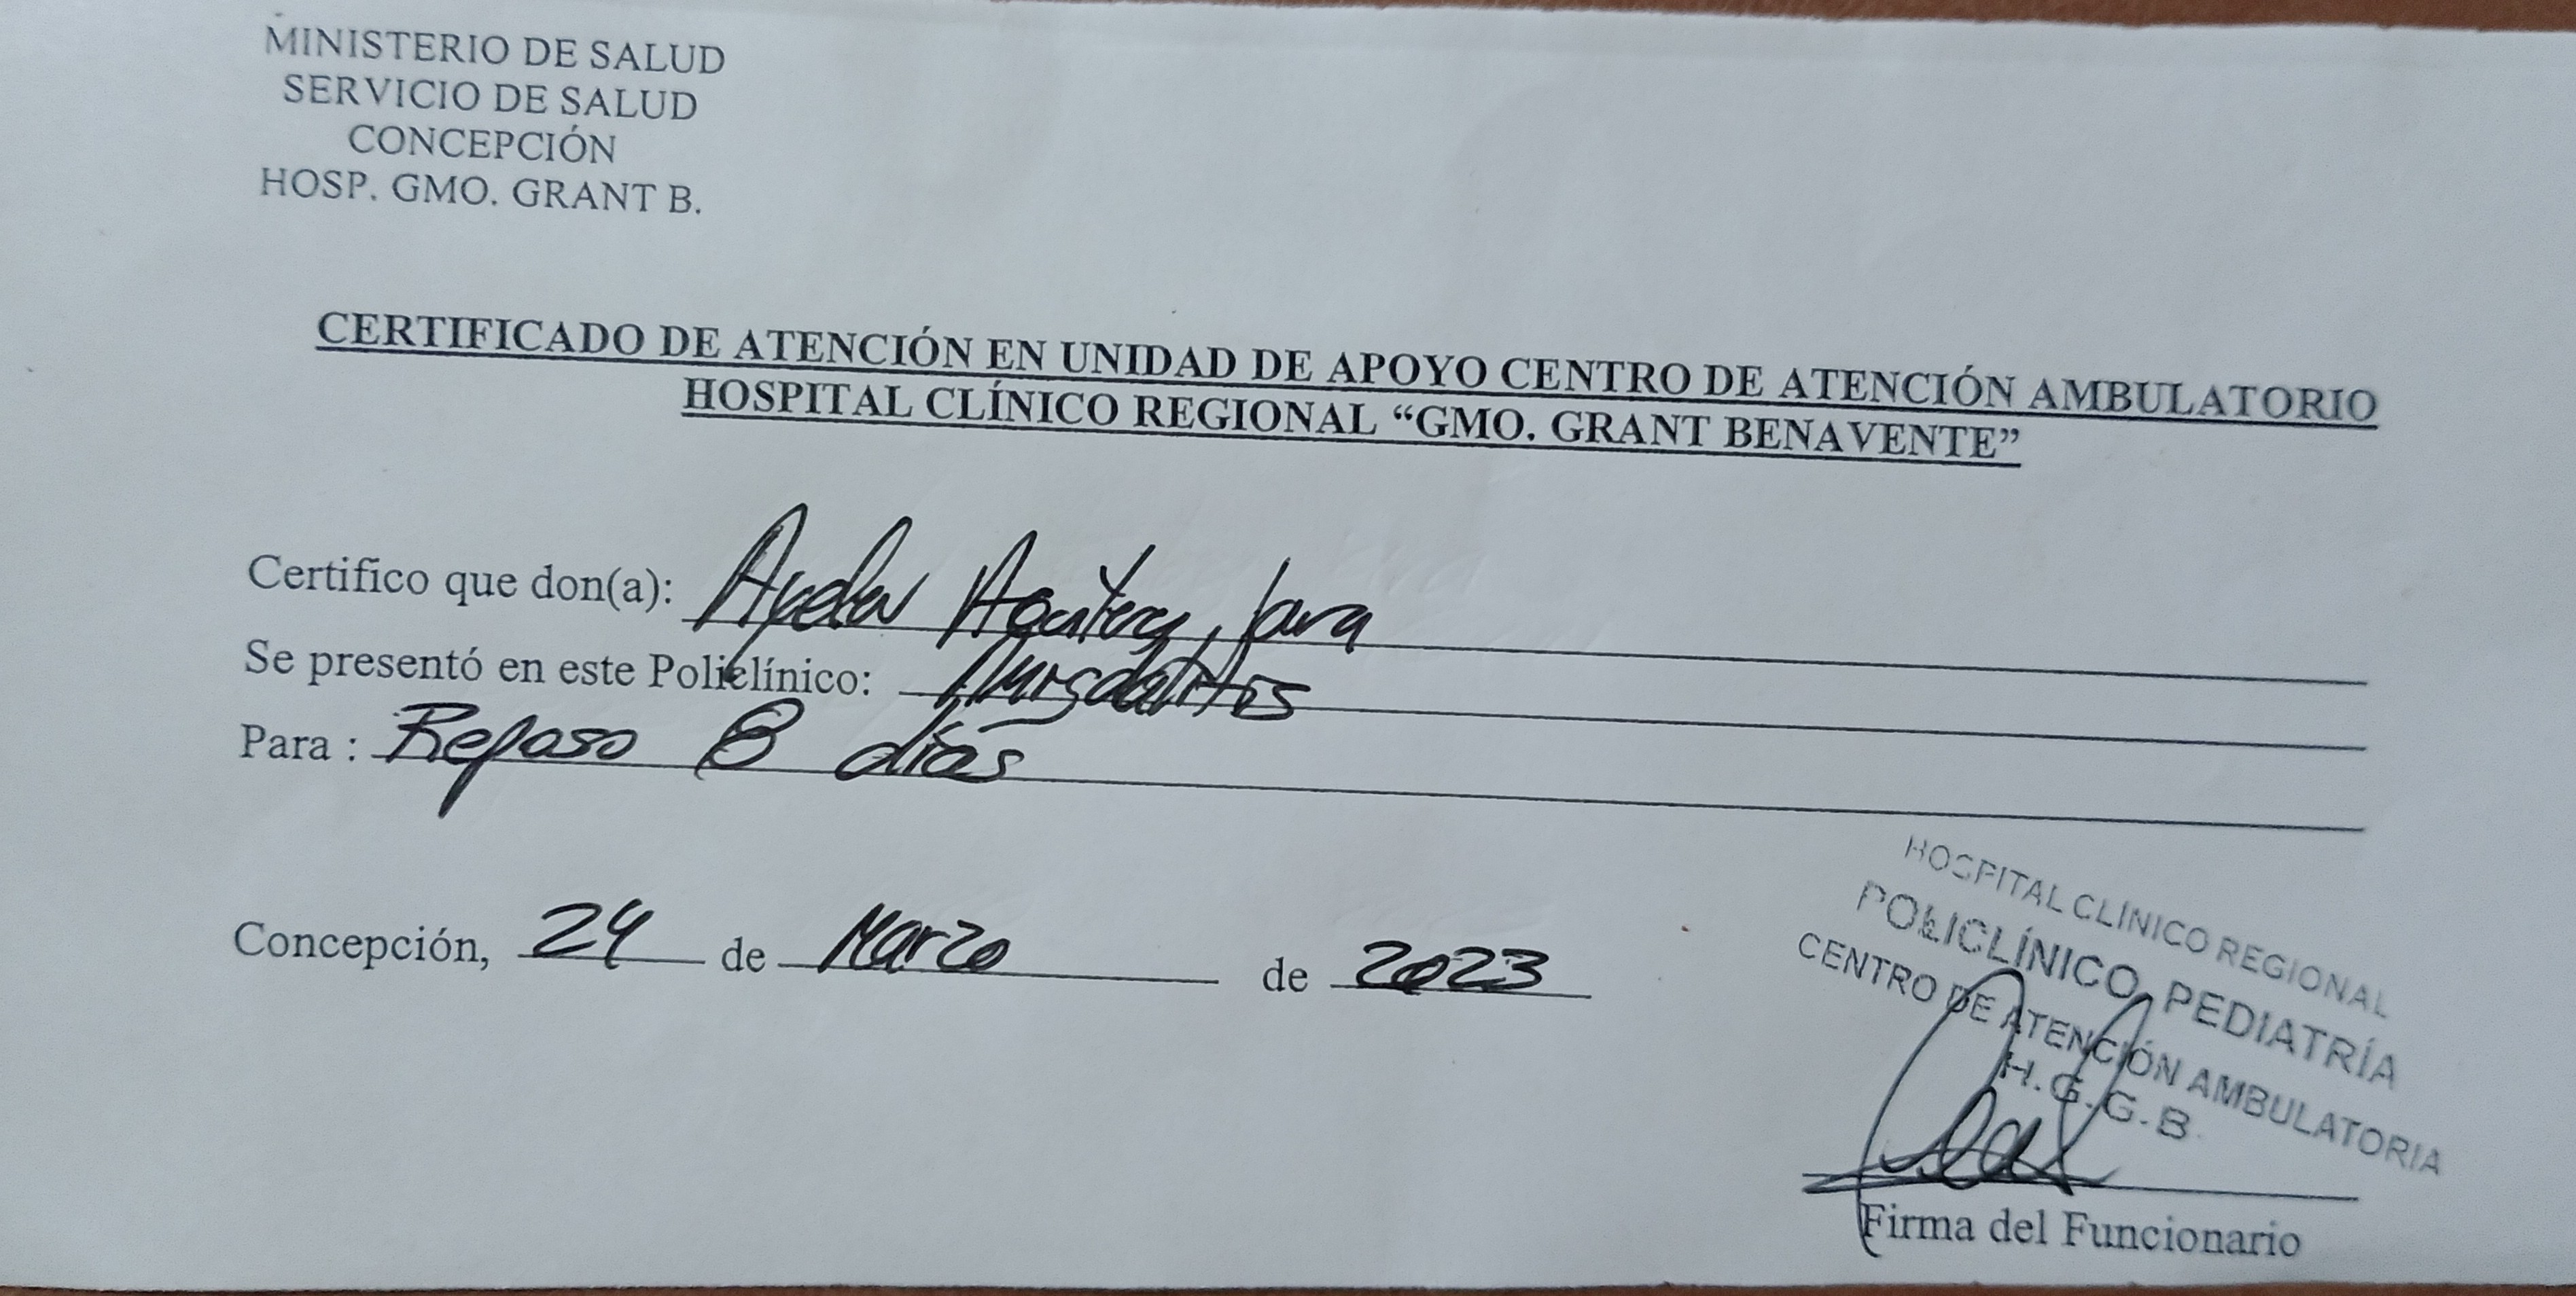 MINISTERIO DE SALUD
SERVICIO DE SALUD
CONCEPCIÓN
HOSP. GMO. GRANT B.
CERTIFICADO DE ATENCIÓN EN UNIDAD DE APOYO CENTRO DE ATENCIÓN AMBULATORIO
HOSPITAL CLÍNICO REGIONAL “GMO. GRANT BENAVENTE”
Certifico que don(a):
Se presentó en este Policlínico: Amigdalitis
Para : Reposo 8 días
Concepción, 24 de Marzo de 2023
HOSPITAL CLÍNICO REGIONAL
POLICLÍNICO PEDIATRÍA
CENTRO DE ATENCIÓN AMBULATORIA
H.G.G.B.
Firma del Funcionario